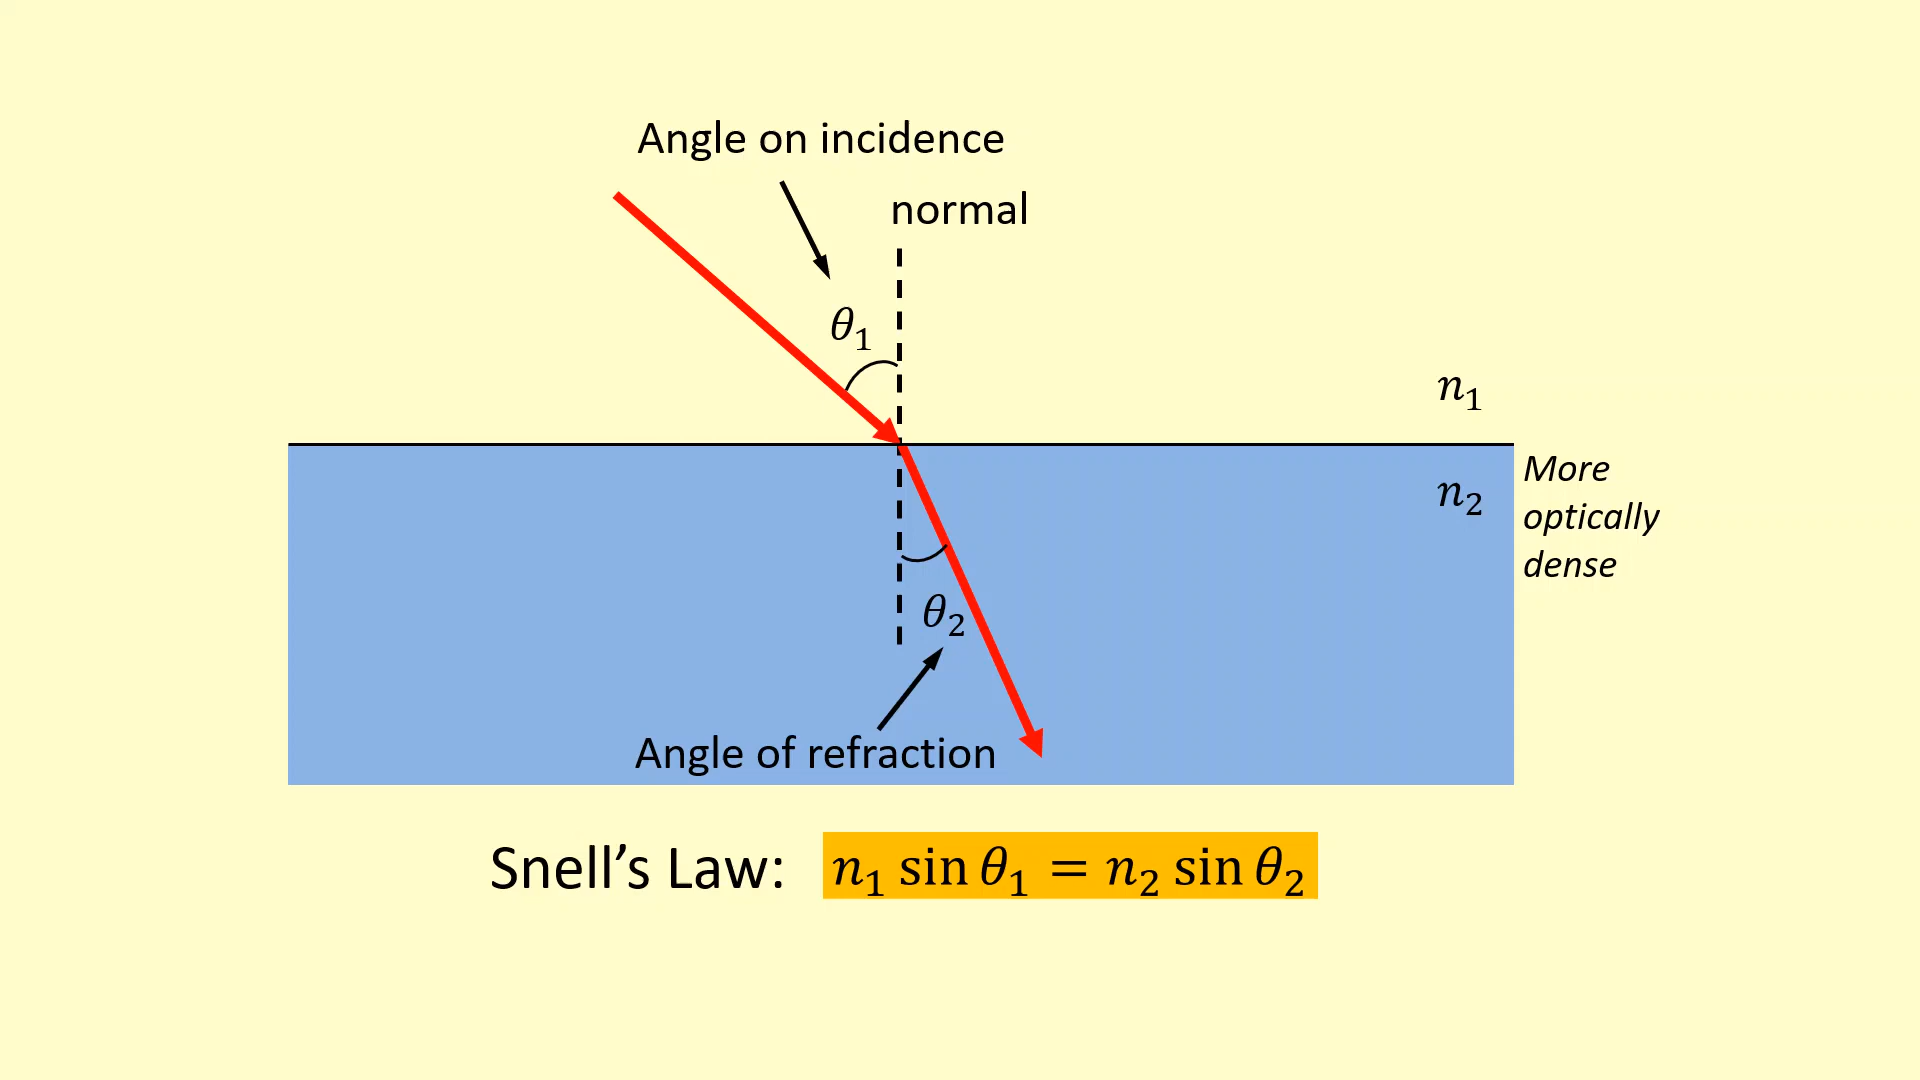 Angle on incidence
normal
θ₁
n₁
n₂
More
optically
dense
θ₂
Angle of refraction
Snell’s Law: n₁ sin θ₁ = n₂ sin θ₂